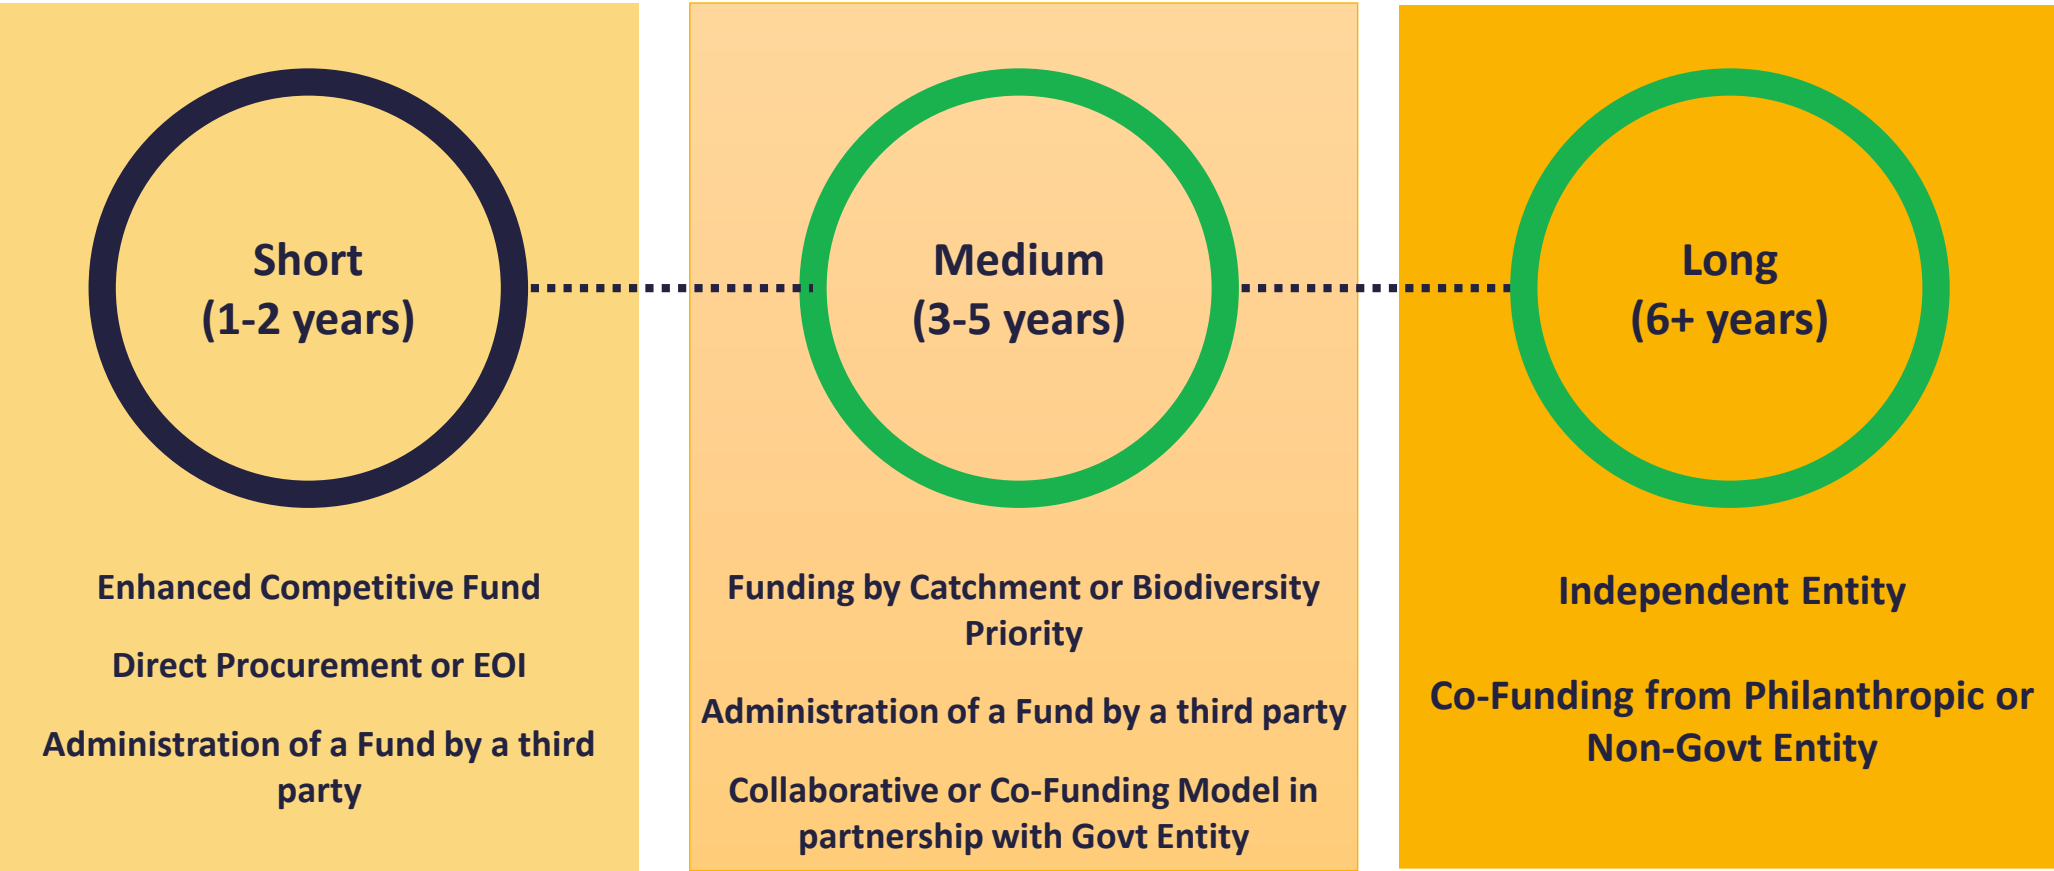 Short
(1-2 years)
Enhanced Competitive Fund
Direct Procurement or EOI
Administration of a Fund by a third
party
Medium
(3-5 years)
Funding by Catchment or Biodiversity
Priority
Administration of a Fund by a third party
Collaborative or Co-Funding Model in
partnership with Govt Entity
Long
(6+ years)
Independent Entity
Co-Funding from Philanthropic or
Non-Govt Entity